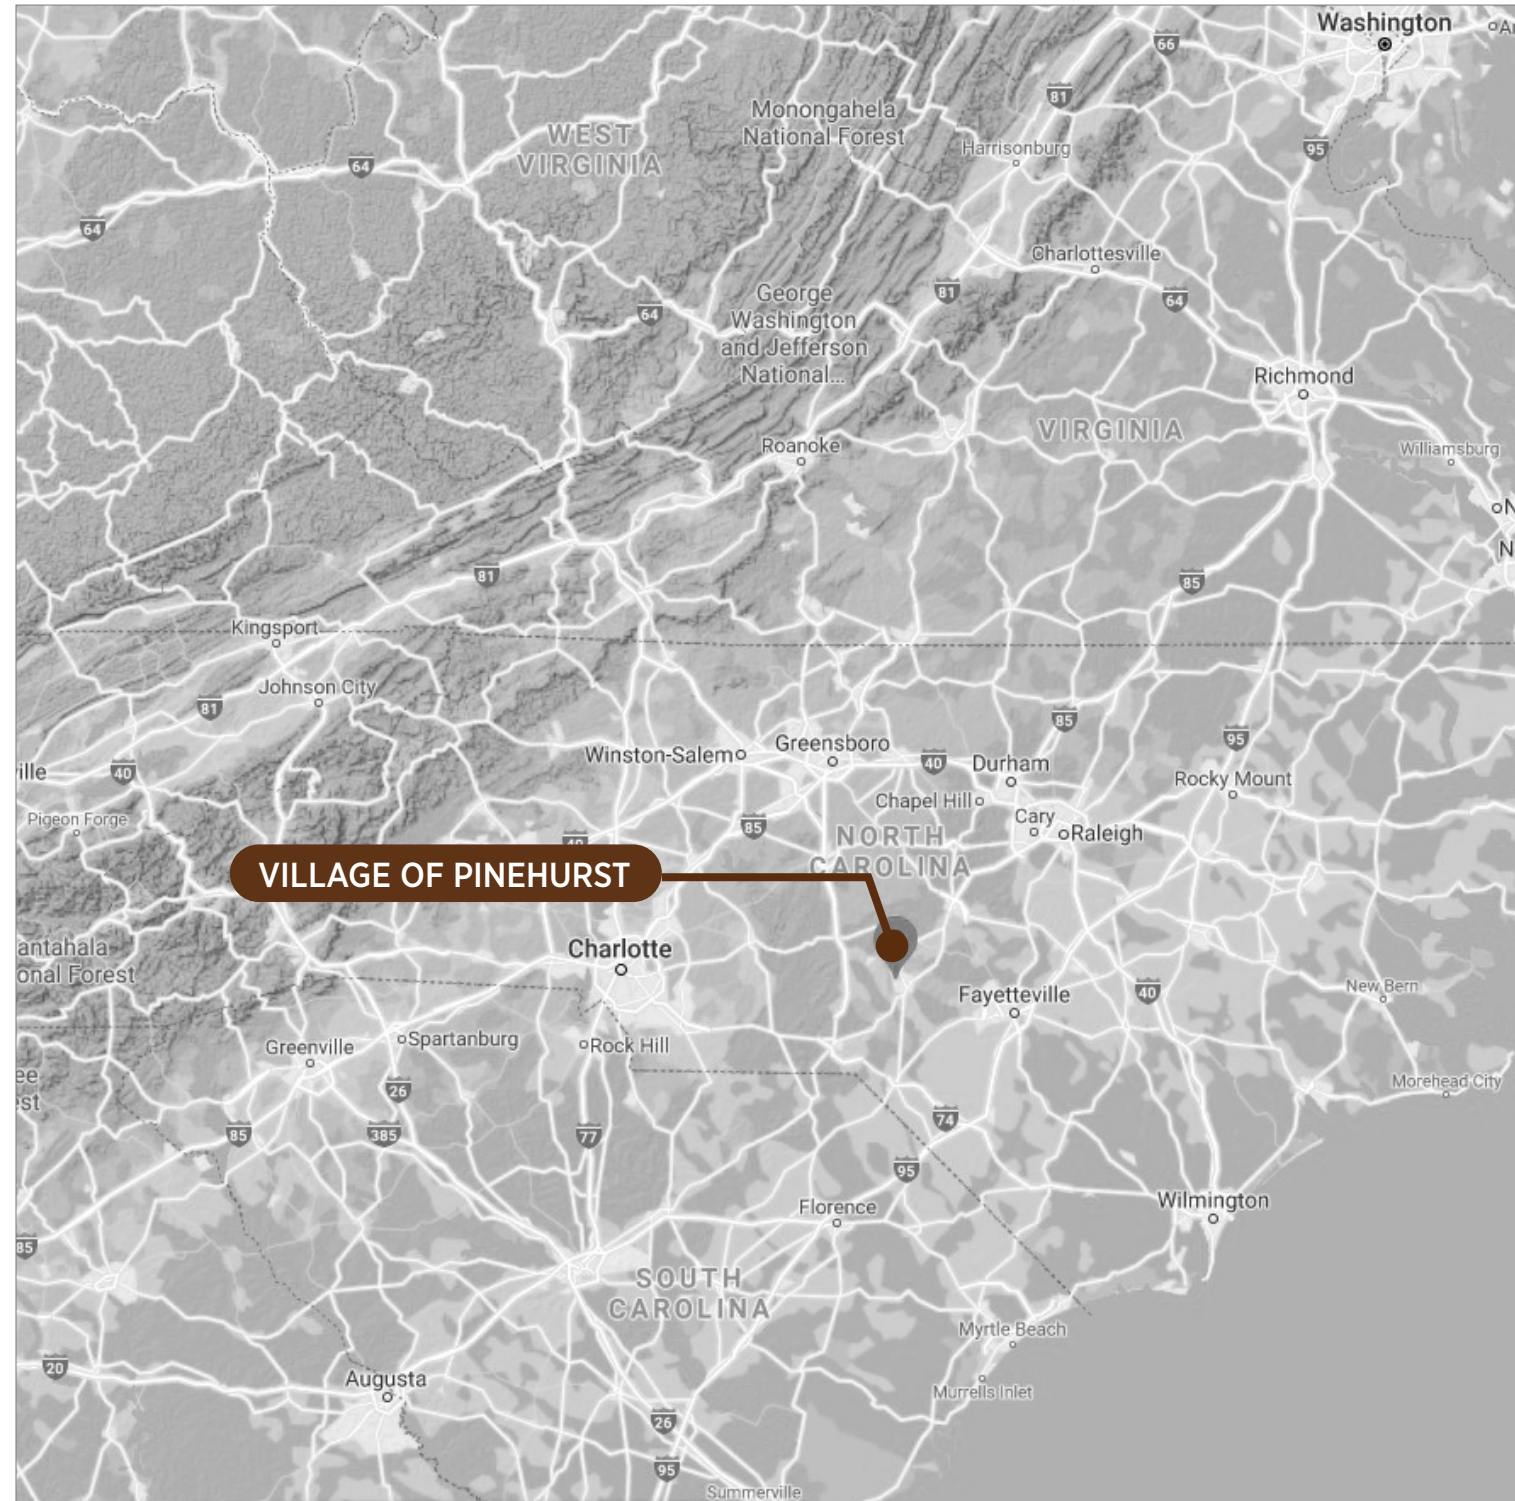 Washington
66
81
Monongahela
National Forest
WEST
VIRGINIA
Harrisonburg
95
64
64
Charlottesville
George
Washington
and Jefferson
National...
81
64
64
Richmond
VIRGINIA
Roanoke
Williamsburg
81
85
Kingsport
Johnson City
81
85
95
Winston-Salem
Greensboro
40
Durham
40
Rocky Mount
Chapel Hill
Pigeon Forge
Cary
85
Raleigh
NORTH
CAROLINA
40
VILLAGE OF PINEHURST
Charlotte
onal Forest
Fayetteville
40
New Bern
Greenville
Spartanburg
Rock Hill
Morehead City
26
85
385
77
74
95
Wilmington
Florence
85
SOUTH
CAROLINA
Myrtle Beach
20
Augusta
Murrells Inlet
26
95
Summerville